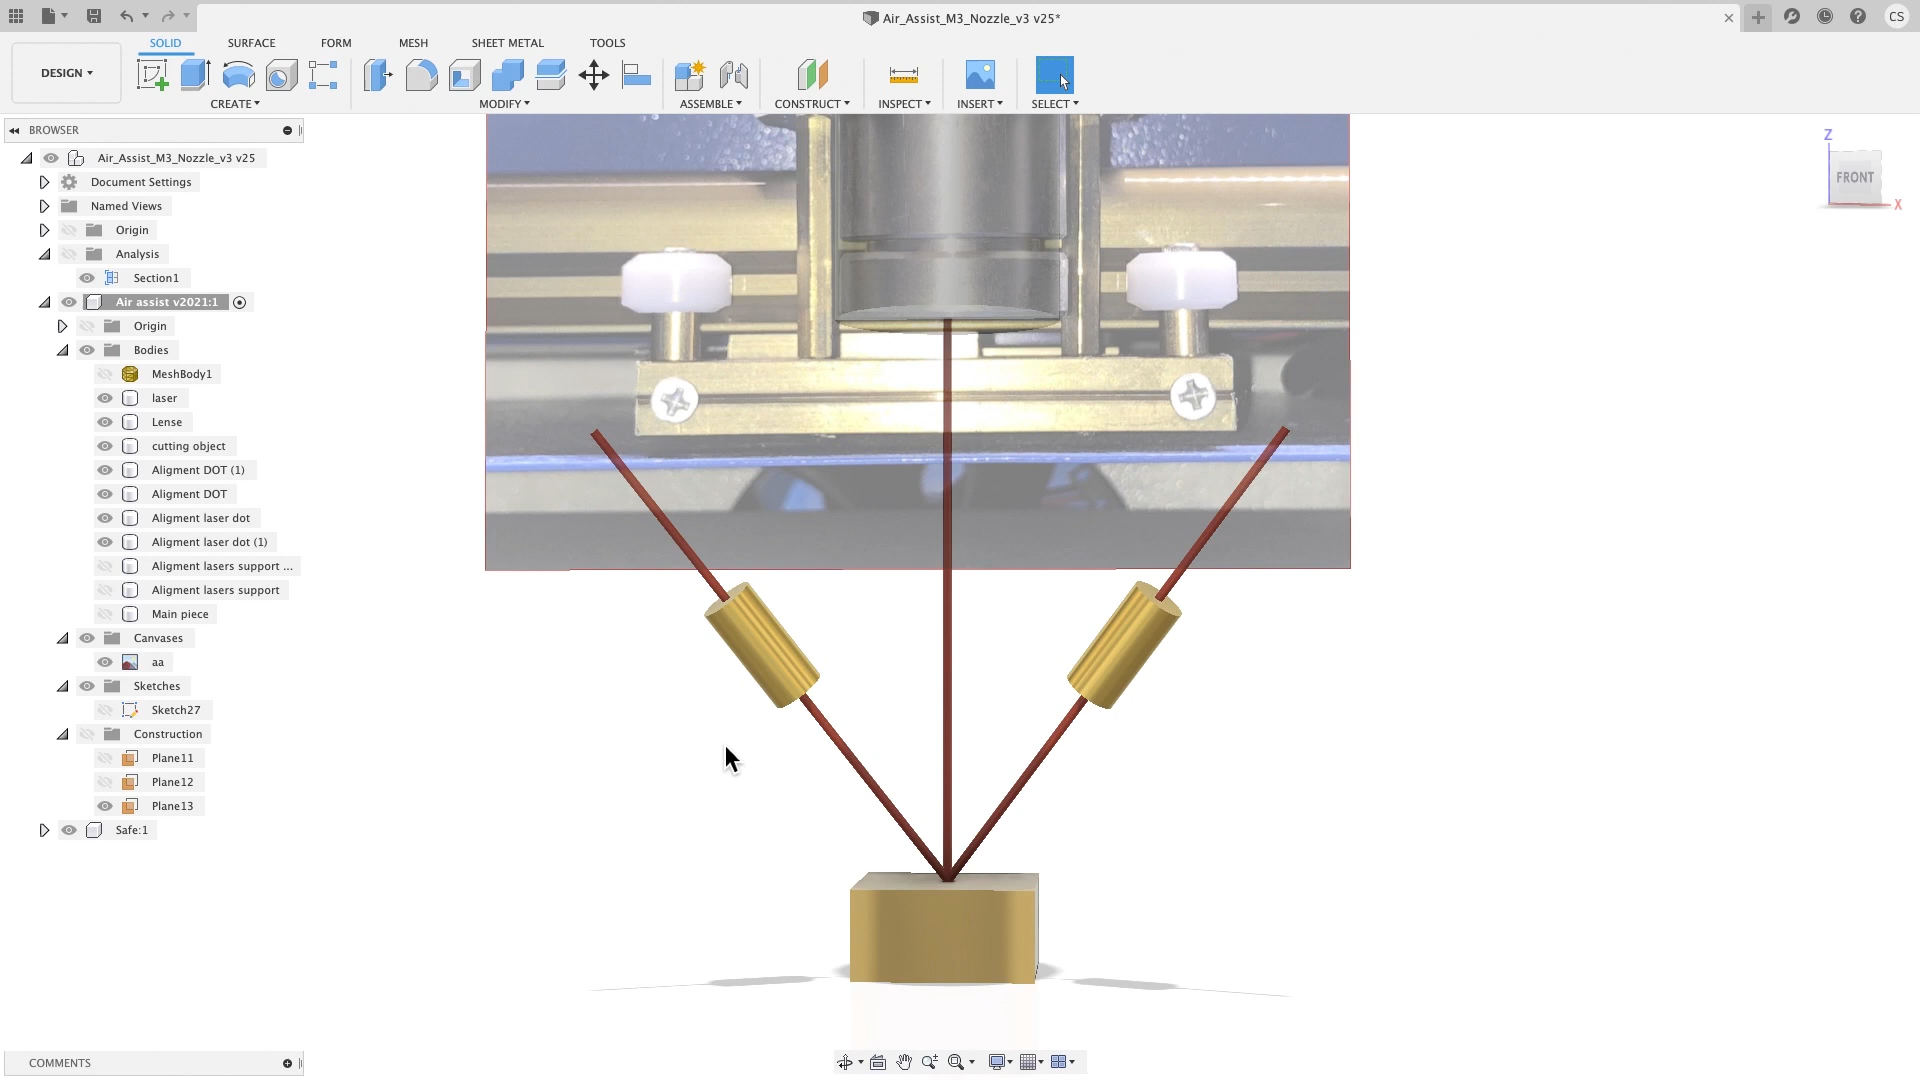 Air_Assist_M3_Nozzle_v3 v25*
CS
SOLID SURFACE FORM MESH SHEET METAL TOOLS
DESIGN
CREATE MODIFY ASSEMBLE CONSTRUCT INSPECT INSERT SELECT
BROWSER
Air_Assist_M3_Nozzle_v3 v25
Document Settings
Named Views
Origin
Analysis
Section1
Air assist v2021:1
Origin
Bodies
MeshBody1
laser
Lense
cutting object
Aligment DOT (1)
Aligment DOT
Aligment laser dot
Aligment laser dot (1)
Aligment lasers support ...
Aligment lasers support
Main piece
Canvases
aa
Sketches
Sketch27
Construction
Plane11
Plane12
Plane13
Safe:1
Z
FRONT
X
COMMENTS